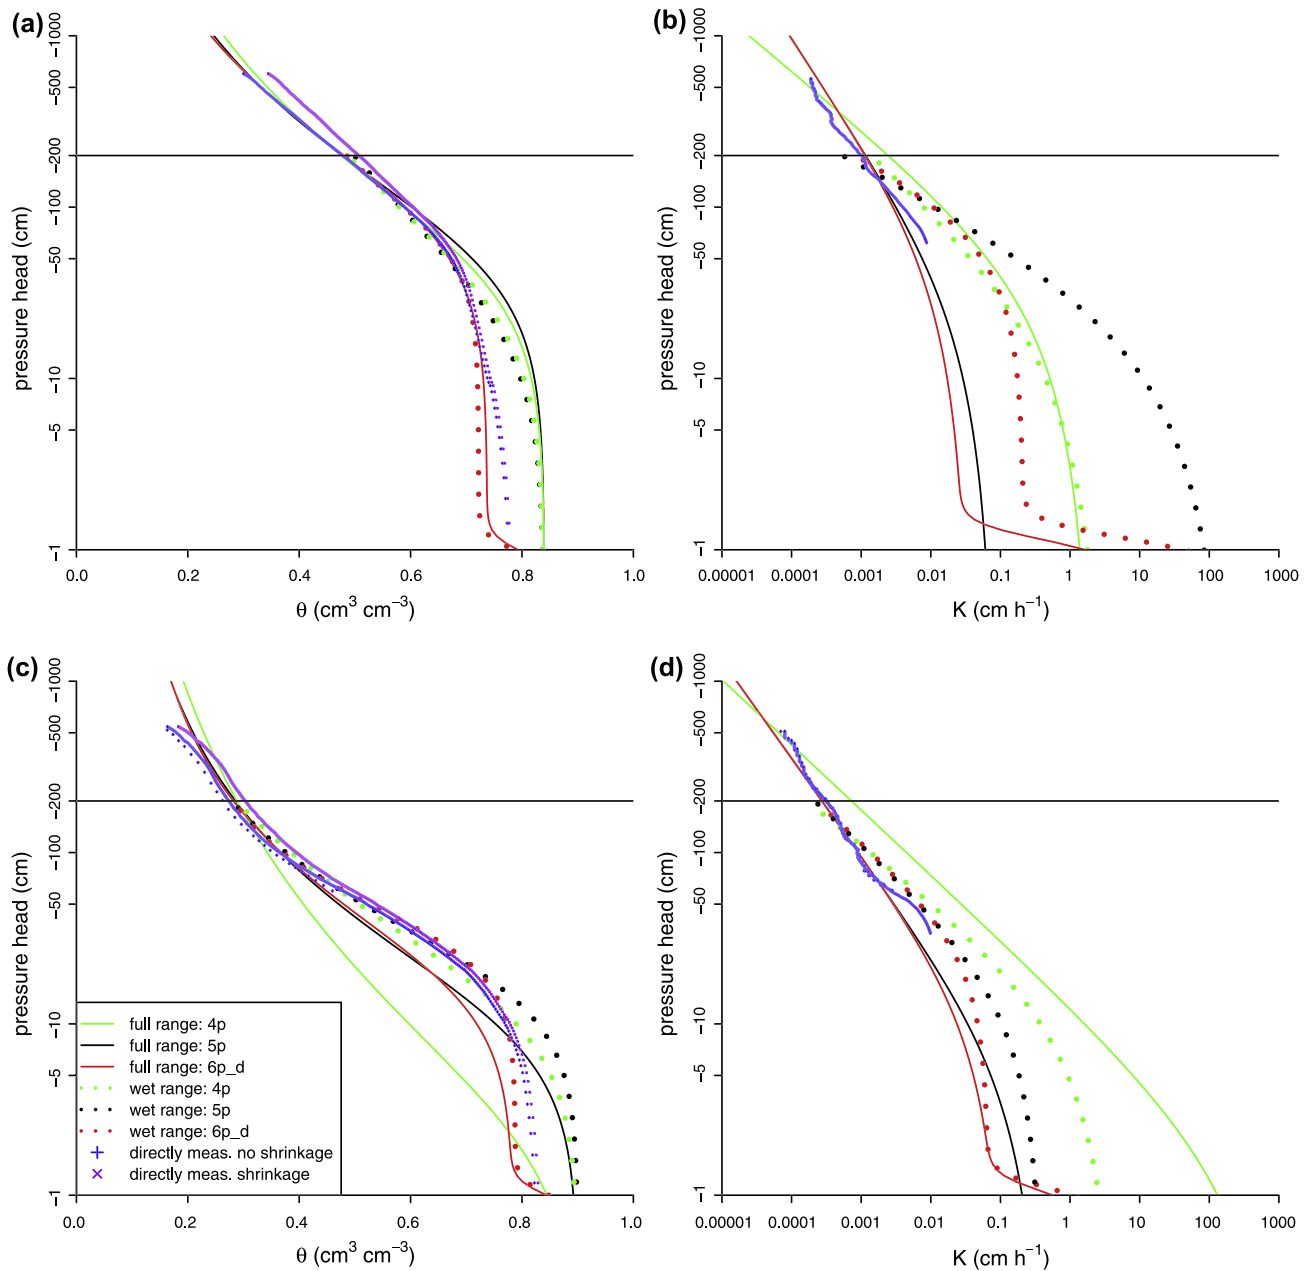 (a)
−1000
−500
−200
−100
−50
−10
−5
−1
pressure head (cm)
0.0 0.2 0.4 0.6 0.8 1.0
θ (cm³ cm⁻³)
(b)
−1000
−500
−200
−100
−50
−10
−5
−1
pressure head (cm)
0.00001 0.0001 0.001 0.01 0.1 1 10 100 1000
K (cm h⁻¹)
(c)
−1000
−500
−200
−100
−50
−10
−5
−1
pressure head (cm)
full range: 4p
full range: 5p
full range: 6p_d
wet range: 4p
wet range: 5p
wet range: 6p_d
directly meas. no shrinkage
directly meas. shrinkage
0.0 0.2 0.4 0.6 0.8 1.0
θ (cm³ cm⁻³)
(d)
−1000
−500
−200
−100
−50
−10
−5
−1
pressure head (cm)
0.00001 0.0001 0.001 0.01 0.1 1 10 100 1000
K (cm h⁻¹)